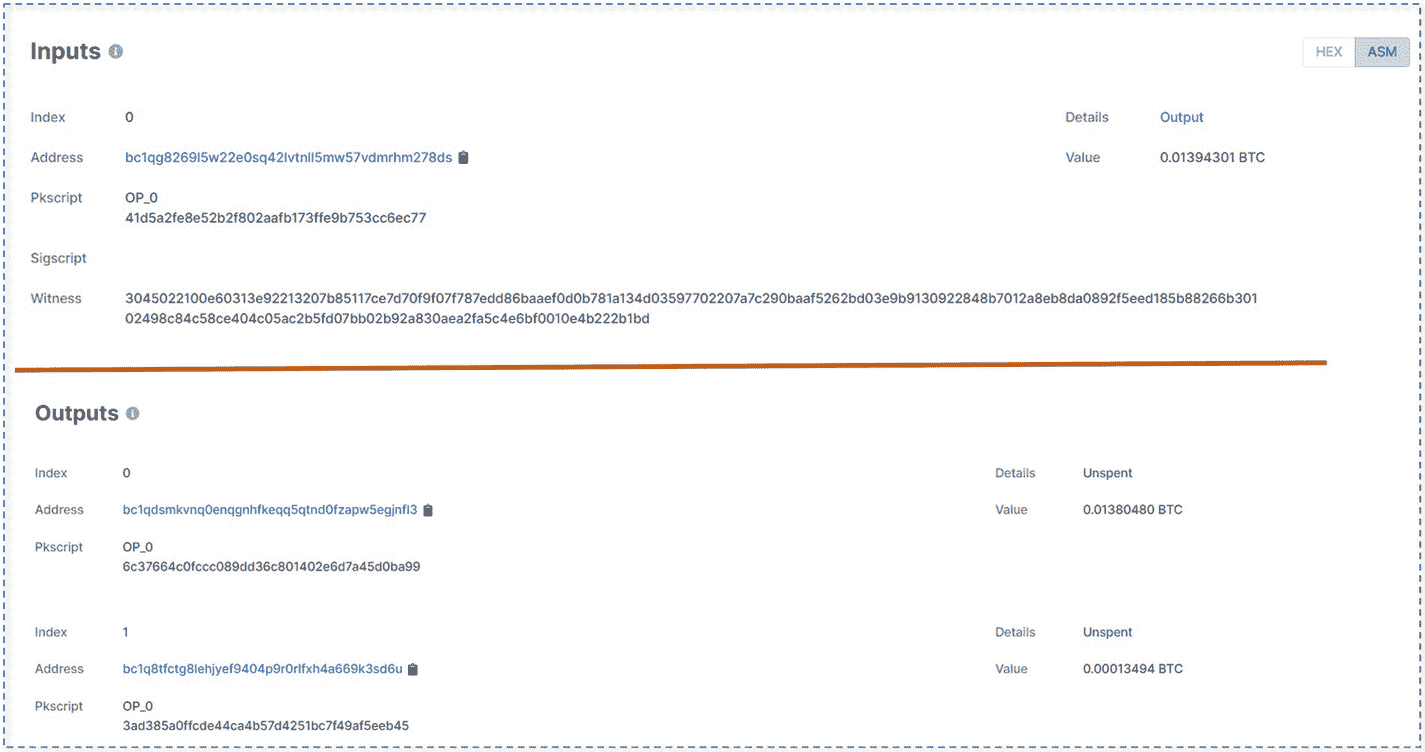 Inputs
HEX ASM
Index 0 Details Output
Address bc1qg8269l5w22e0sq42lvtnll5mw57vdmrhm278ds Value 0.01394301 BTC
Pkscript OP_0
41d5a2fe8e52b2f802aafb173ffe9b753cc6ec77
Sigscript
Witness 3045022100e60313e92213207b85117ce7d70f9f07f787edd86baaef0d0b781a134d03597702207a7c290baaf5262bd03e9b9130922848b7012a8eb8da0892f5eed185b88266b301
02498c84c58ce404c05ac2b5fd07bb02b92a830aea2fa5c4e6bf0010e4b222b1bd
Outputs
Index 0 Details Unspent
Address bc1qdsmkvnq0enqgnhfkeqq5qtnd0fzapw5egjnfl3 Value 0.01380480 BTC
Pkscript OP_0
6c37664c0fccc089dd36c801402e6d7a45d0ba99
Index 1 Details Unspent
Address bc1q8tfctg8lehjyef9404p9r0rlfxh4a669k3sd6u Value 0.00013494 BTC
Pkscript OP_0
3ad385a0ffcde44ca4b57d4251bc7f49af5eeb45